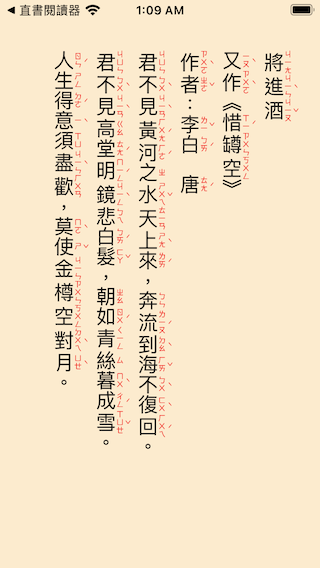 ◀ 直書閱讀器
1:09 AM
將進酒
又作《惜罇空》
作者：李白　唐
君不見黃河之水天上來，奔流到海不復回。
君不見高堂明鏡悲白髮，朝如青絲暮成雪。
人生得意須盡歡，莫使金樽空對月。